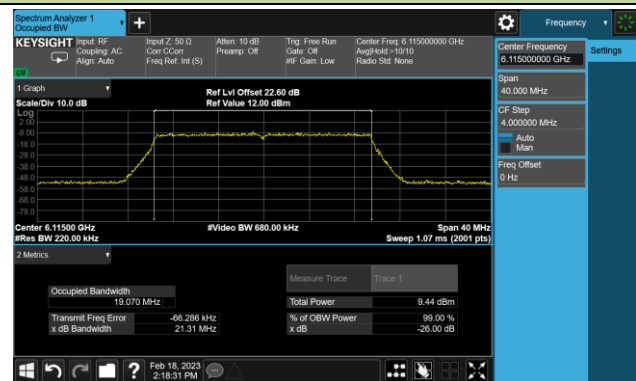 Spectrum Analyzer 1
Occupied BW
Frequency
KEYSIGHT
Input: RF
Coupling: AC
Align: Auto
Input Z: 50 Ω
Corr CCorr
Freq Ref: Int (S)
Atten: 10 dB
Preamp: Off
Trig: Free Run
Gate: Off
#IF Gain: Low
Center Freq: 6.115000000 GHz
Avg|Hold:>10/10
Radio Std: None
Center Frequency
6.115000000 GHz
Settings
Span
40.000 MHz
CF Step
4.000000 MHz
Auto
Man
Freq Offset
0 Hz
1 Graph
Scale/Div 10.0 dB
Ref Lvl Offset 22.60 dB
Ref Value 12.00 dBm
Log
2.00
-8.00
-18.0
-28.0
-38.0
-48.0
-58.0
-68.0
-78.0
Center 6.11500 GHz
#Res BW 220.00 kHz
#Video BW 680.00 kHz
Span 40 MHz
Sweep 1.07 ms (2001 pts)
2 Metrics
Measure Trace
Trace 1
Occupied Bandwidth
19.070 MHz
Total Power
9.44 dBm
Transmit Freq Error
-66.286 kHz
% of OBW Power
99.00 %
x dB Bandwidth
21.31 MHz
x dB
-26.00 dB
Feb 18, 2023
2:18:31 PM